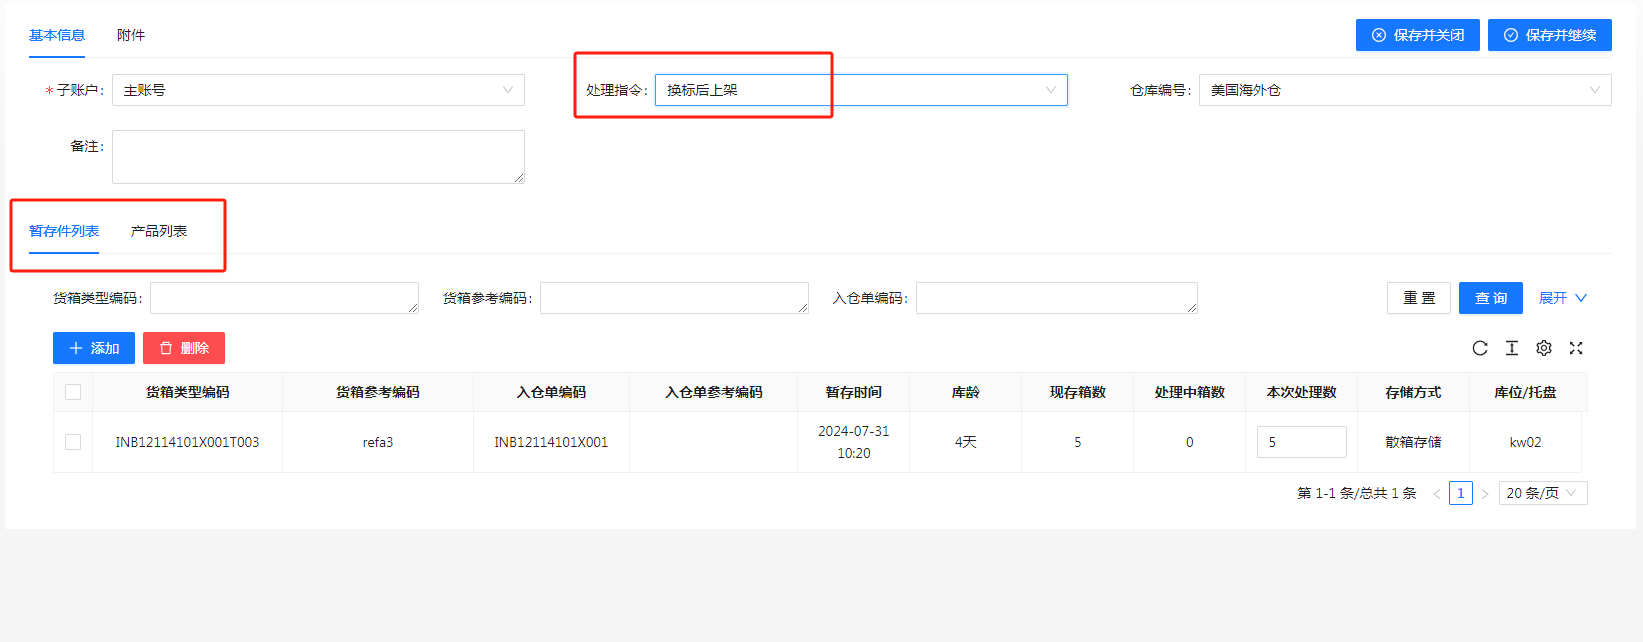 基本信息 附件 保存并关闭 保存并继续
*子账户: 主账号 处理指令: 换标后上架 仓库编号: 美国海外仓
备注:
暂存件列表 产品列表
货箱类型编码: 货箱参考编码: 入仓单编码: 重 置 查 询 展开
添加 删除
货箱类型编码 货箱参考编码 入仓单编码 入仓单参考编码 暂存时间 库龄 现存箱数 处理中箱数 本次处理数 存储方式 库位/托盘
INB12114101X001T003 refa3 INB12114101X001 2024-07-31 10:20 4天 5 0 5 散箱存储 kw02
第 1-1 条/总共 1 条 < 1 > 20 条/页